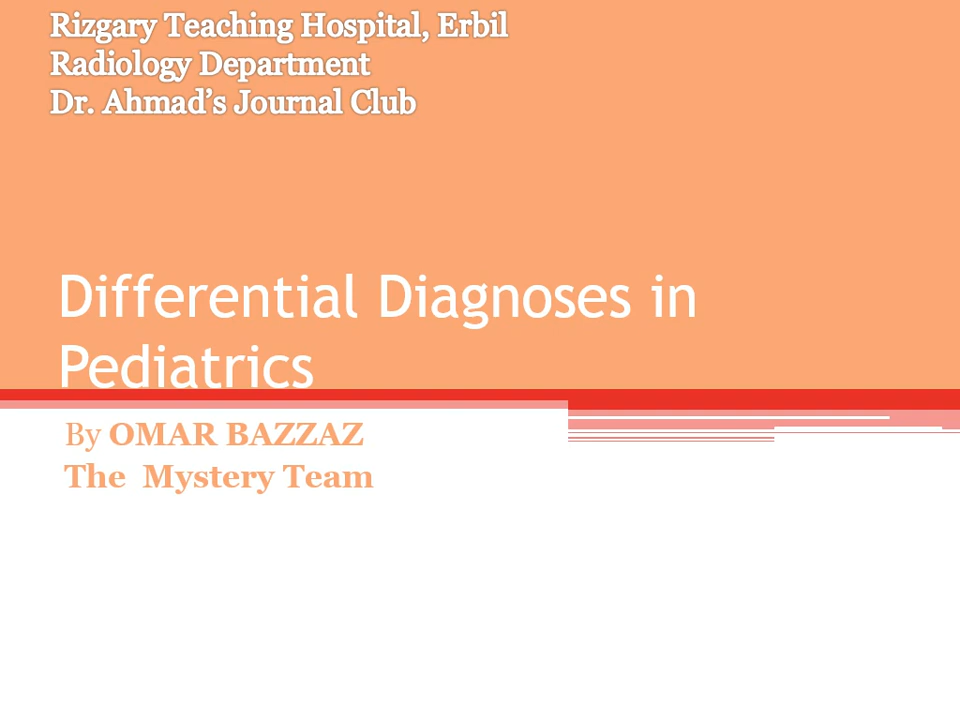 Rizgary Teaching Hospital, Erbil
Radiology Department
Dr. Ahmad’s Journal Club
Differential Diagnoses in
Pediatrics
By OMAR BAZZAZ
The Mystery Team